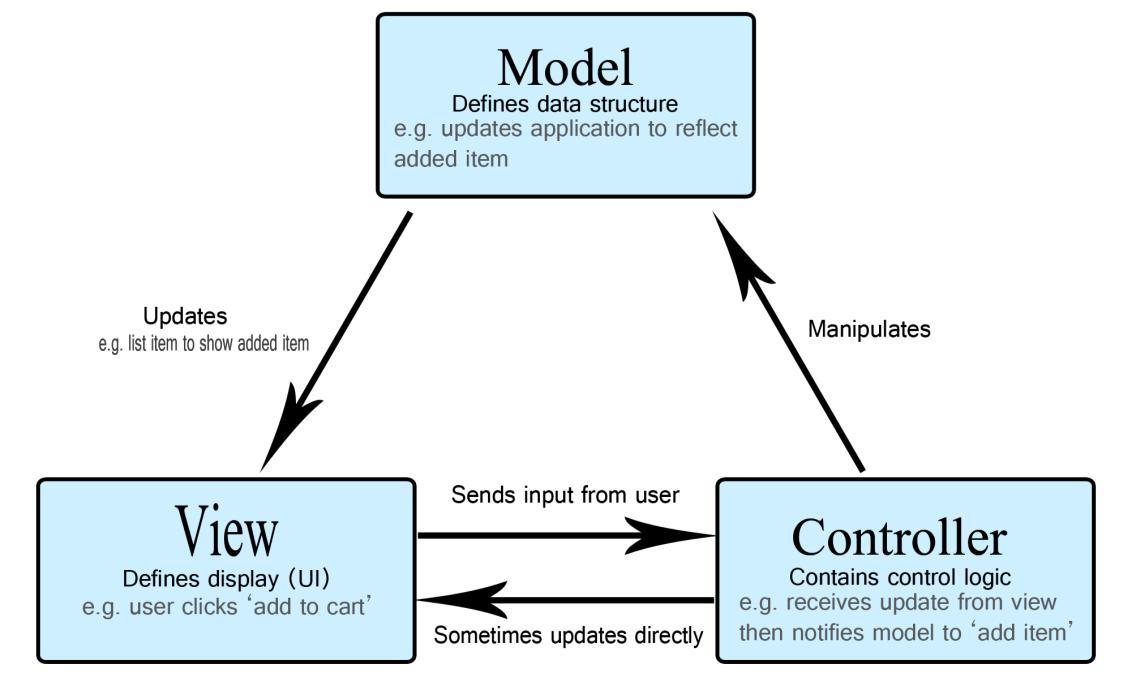 Model
Defines data structure
e.g. updates application to reflect
added item
Updates
e.g. list item to show added item
Manipulates
Sends input from user
View
Defines display (UI)
e.g. user clicks ‘add to cart’
Sometimes updates directly
Controller
Contains control logic
e.g. receives update from view
then notifies model to ‘add item’